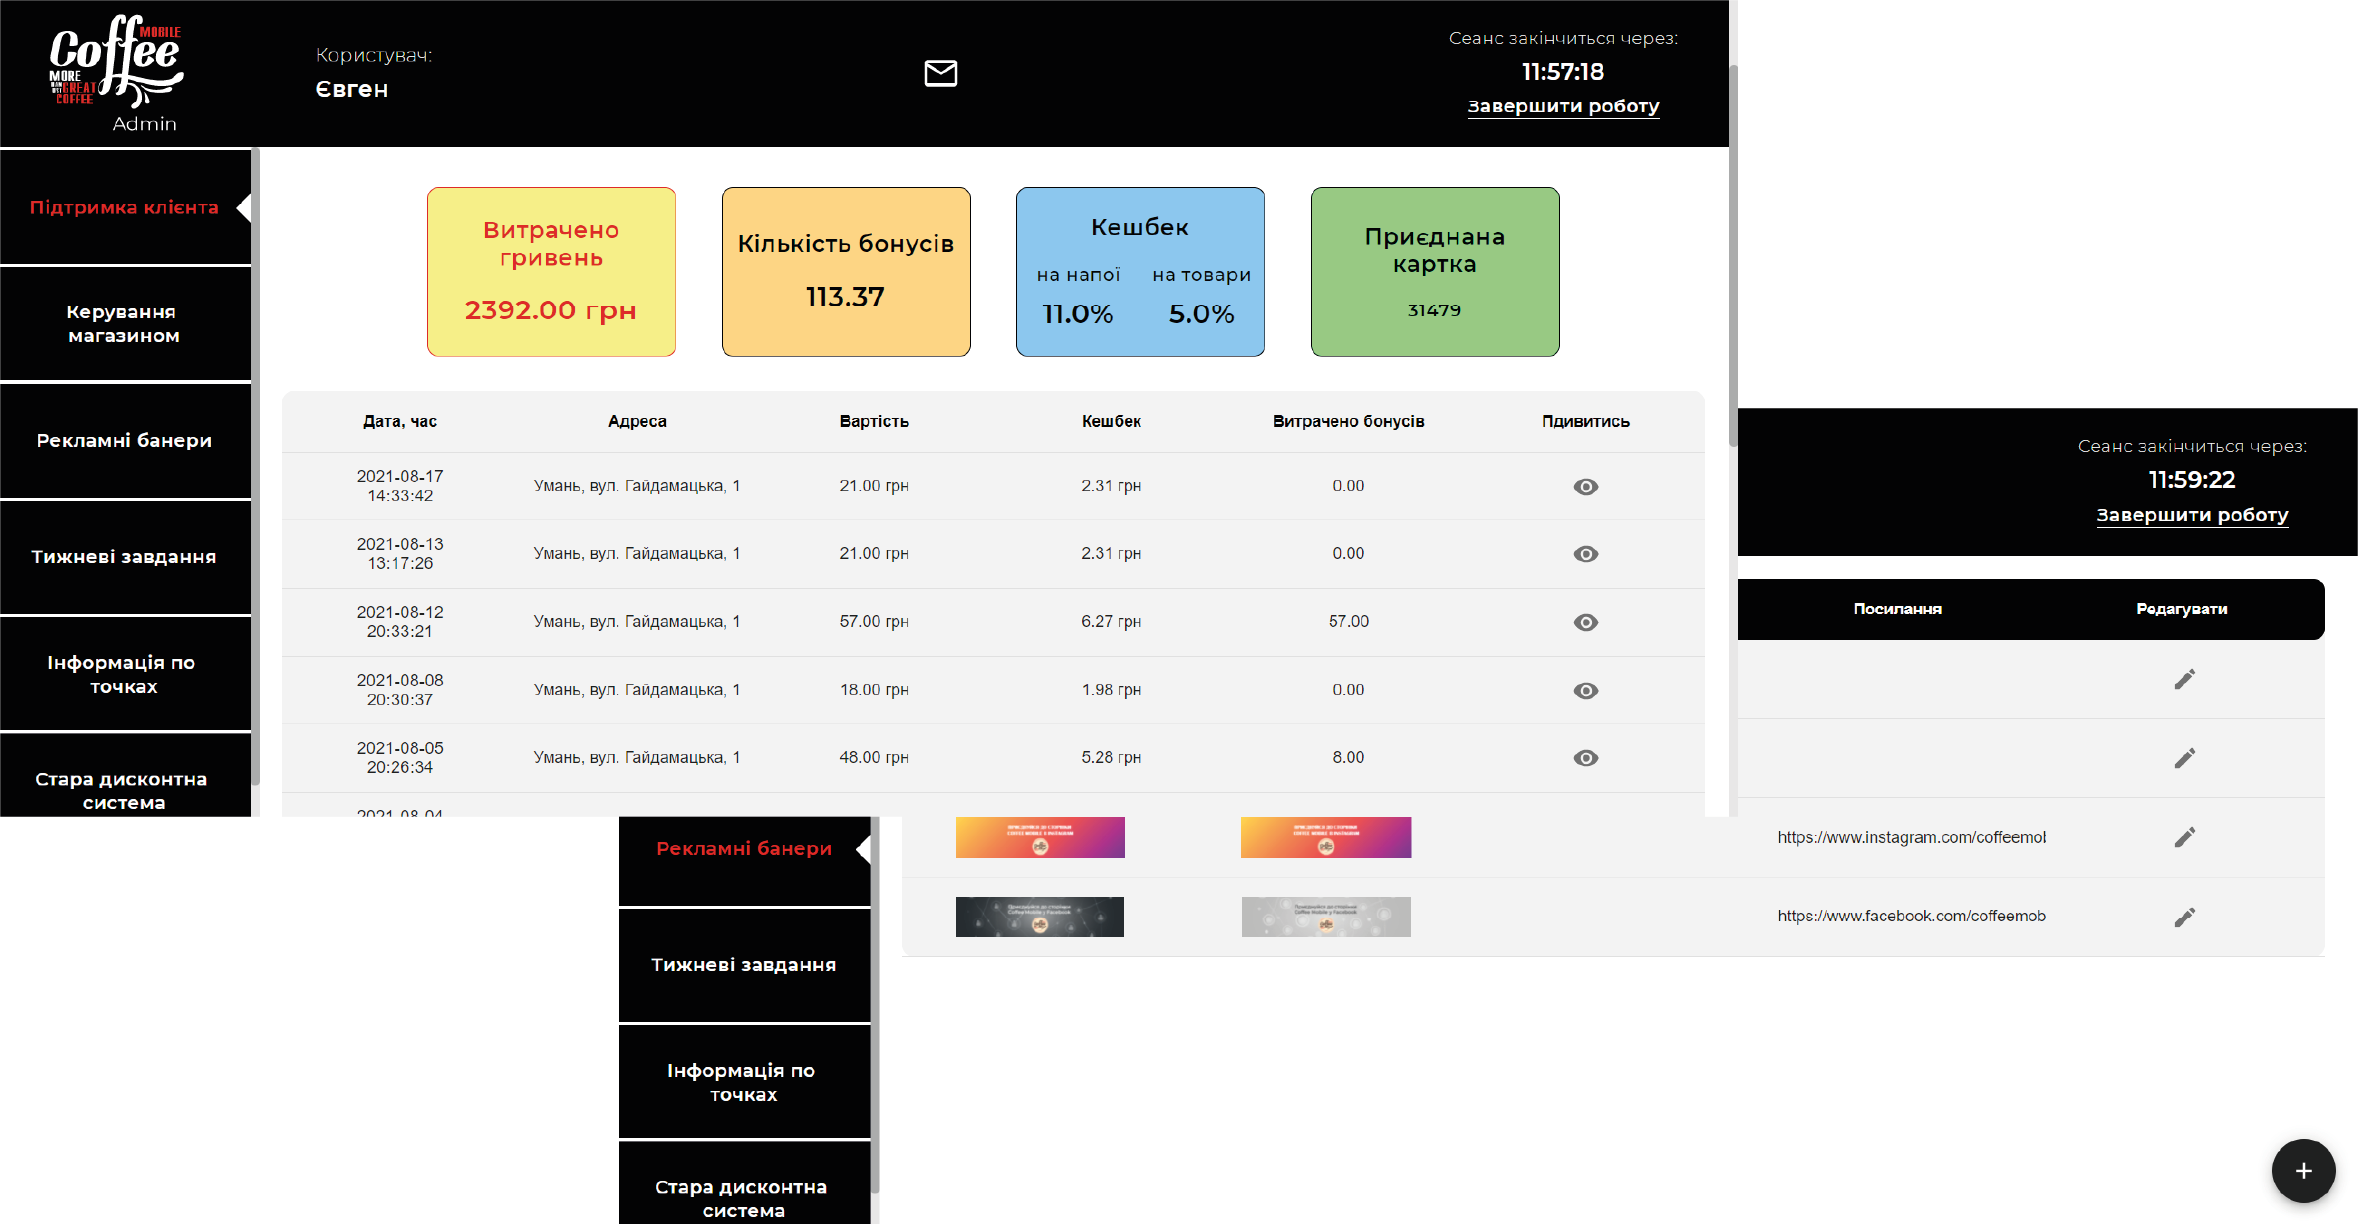 Coffee
MOBILE
MORE
GREAT
COFFEE
Admin
Користувач:
Євген
Сеанс закінчиться через:
11:57:18
Завершити роботу
Підтримка клієнта
Керування
магазином
Рекламні банери
Тижневі завдання
Інформація по
точках
Стара дисконтна
система
Витрачено
гривень
2392.00 грн
Кількість бонусів
113.37
Кешбек
на напої на товари
11.0% 5.0%
Приєднана
картка
31479
Дата, час Адреса Вартість Кешбек Витрачено бонусів Пдивитись
2021-08-17
14:33:42
Умань, вул. Гайдамацька, 1 21.00 грн 2.31 грн 0.00
2021-08-13
13:17:26
Умань, вул. Гайдамацька, 1 21.00 грн 2.31 грн 0.00
2021-08-12
20:33:21
Умань, вул. Гайдамацька, 1 57.00 грн 6.27 грн 57.00
2021-08-08
20:30:37
Умань, вул. Гайдамацька, 1 18.00 грн 1.98 грн 0.00
2021-08-05
20:26:34
Умань, вул. Гайдамацька, 1 48.00 грн 5.28 грн 8.00
2021-08-04
Сеанс закінчиться через:
11:59:22
Завершити роботу
Посилання Редагувати
https://www.instagram.com/coffeemob
https://www.facebook.com/coffeemob
Рекламні банери
Тижневі завдання
Інформація по
точках
Стара дисконтна
система